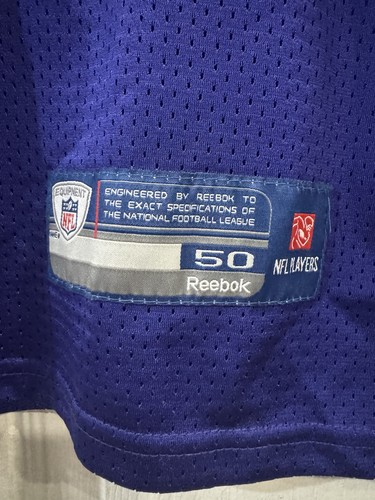 EQUIPMENT
NFL
ENGINEERED BY REEBOK TO
THE EXACT SPECIFICATIONS OF
THE NATIONAL FOOTBALL LEAGUE
50
Reebok
NFL PLAYERS